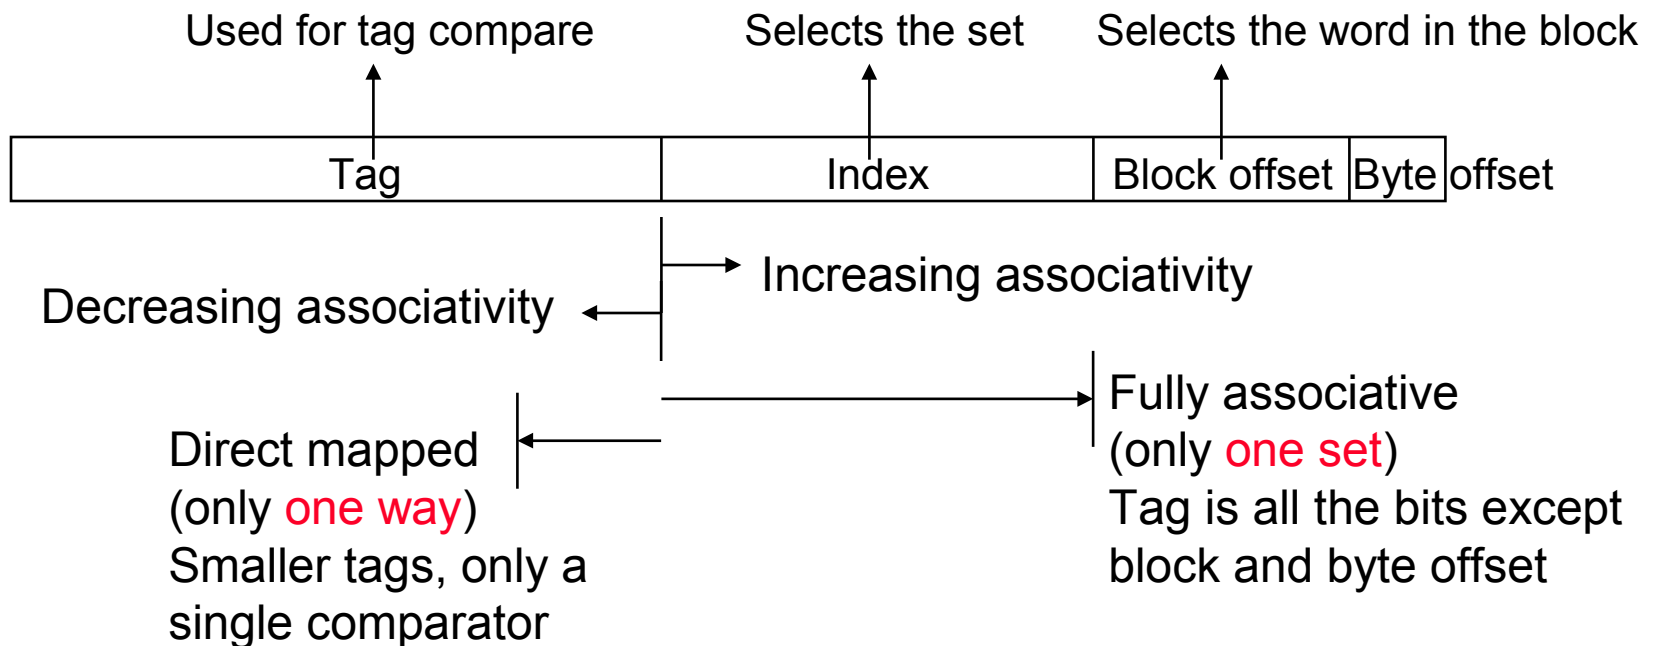 Used for tag compare
Selects the set
Selects the word in the block
Tag
Index
Block offset
Byte offset
Increasing associativity
Decreasing associativity
Fully associative
(only one set)
Tag is all the bits except
block and byte offset
Direct mapped
(only one way)
Smaller tags, only a
single comparator